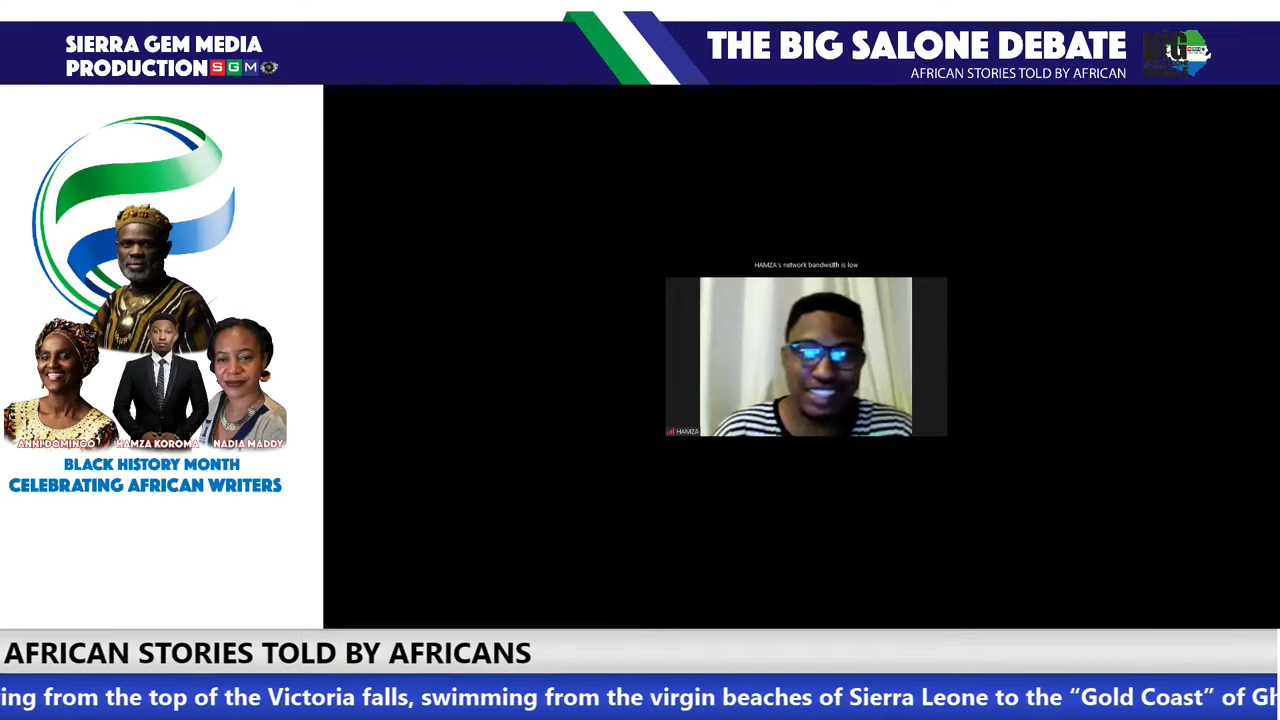 SIERRA GEM MEDIA
PRODUCTION SGM
THE BIG SALONE DEBATE
AFRICAN STORIES TOLD BY AFRICAN
BIG
HAMZA's network bandwidth is low
HAMZA
ANNI DOMINGO HAMZA KOROMA NADIA MADDY
BLACK HISTORY MONTH
CELEBRATING AFRICAN WRITERS
AFRICAN STORIES TOLD BY AFRICANS
ing from the top of the Victoria falls, swimming from the virgin beaches of Sierra Leone to the “Gold Coast” of Gh